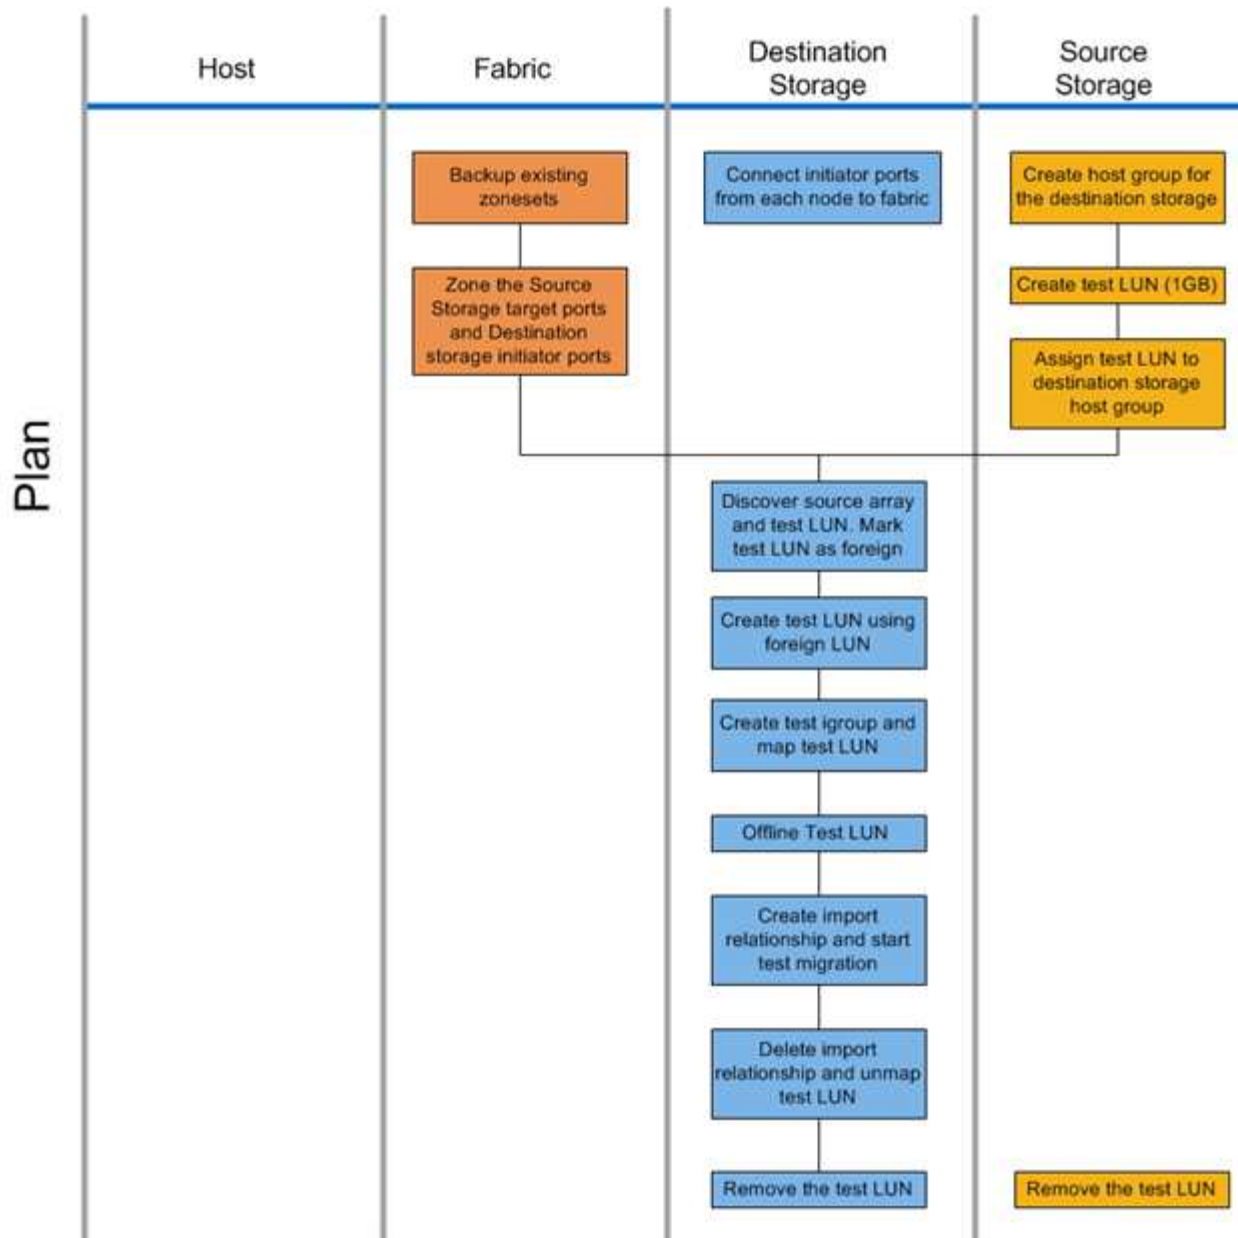 Host
Fabric
Destination
Storage
Source
Storage
Plan
Backup existing
zonesets
Connect initiator ports
from each node to fabric
Create host group for
the destination storage
Zone the Source
Storage target ports
and Destination
storage initiator ports
Create test LUN (1GB)
Assign test LUN to
destination storage
host group
Discover source array
and test LUN. Mark
test LUN as foreign
Create test LUN using
foreign LUN
Create test igroup and
map test LUN
Offline Test LUN
Create import
relationship and start
test migration
Delete import
relationship and unmap
test LUN
Remove the test LUN
Remove the test LUN